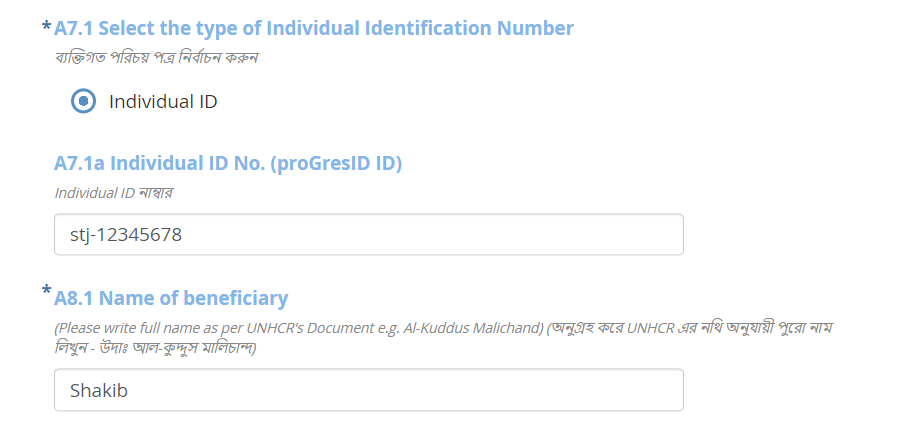 * A7.1 Select the type of Individual Identification Number
ব্যক্তিগত পরিচয় পত্র নির্বাচন করুন
Individual ID
A7.1a Individual ID No. (proGresID ID)
Individual ID নাম্বার
stj-12345678
* A8.1 Name of beneficiary
(Please write full name as per UNHCR's Document e.g. Al-Kuddus Malichand) (অনুগ্রহ করে UNHCR এর নথি অনুযায়ী পুরো নাম
লিখুন - উদাঃ আল-কুদ্দুস মালিচান্দ)
Shakib